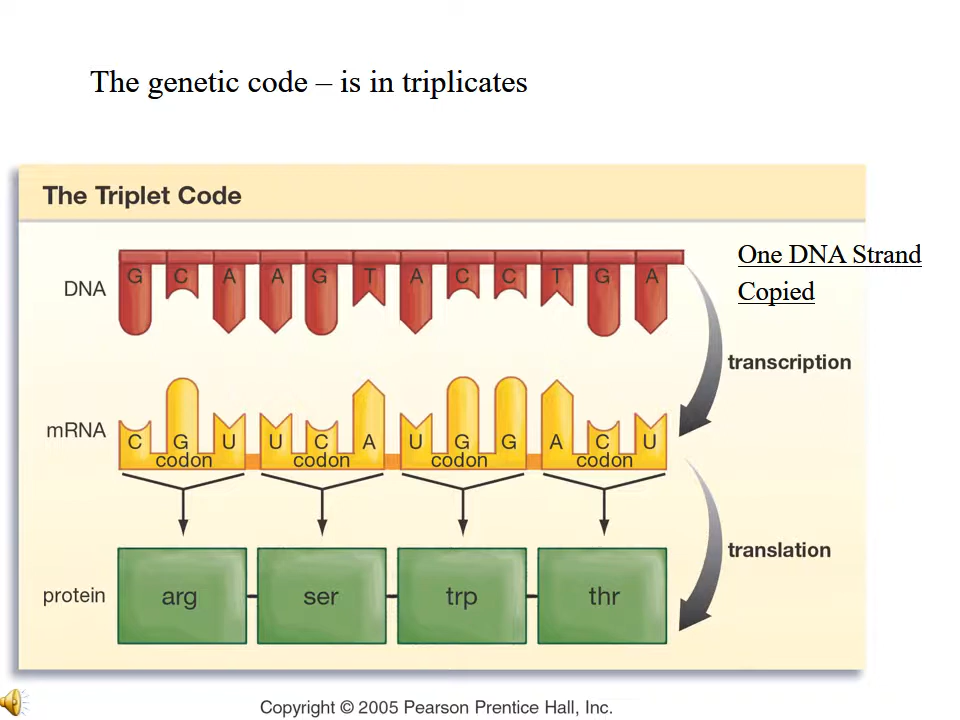 The genetic code – is in triplicates
The Triplet Code
One DNA Strand
Copied
DNA
G C A A G T A C C T G A
transcription
mRNA
C G U U C A U G G A C U
codon codon codon codon
translation
protein
arg ser trp thr
Copyright © 2005 Pearson Prentice Hall, Inc.